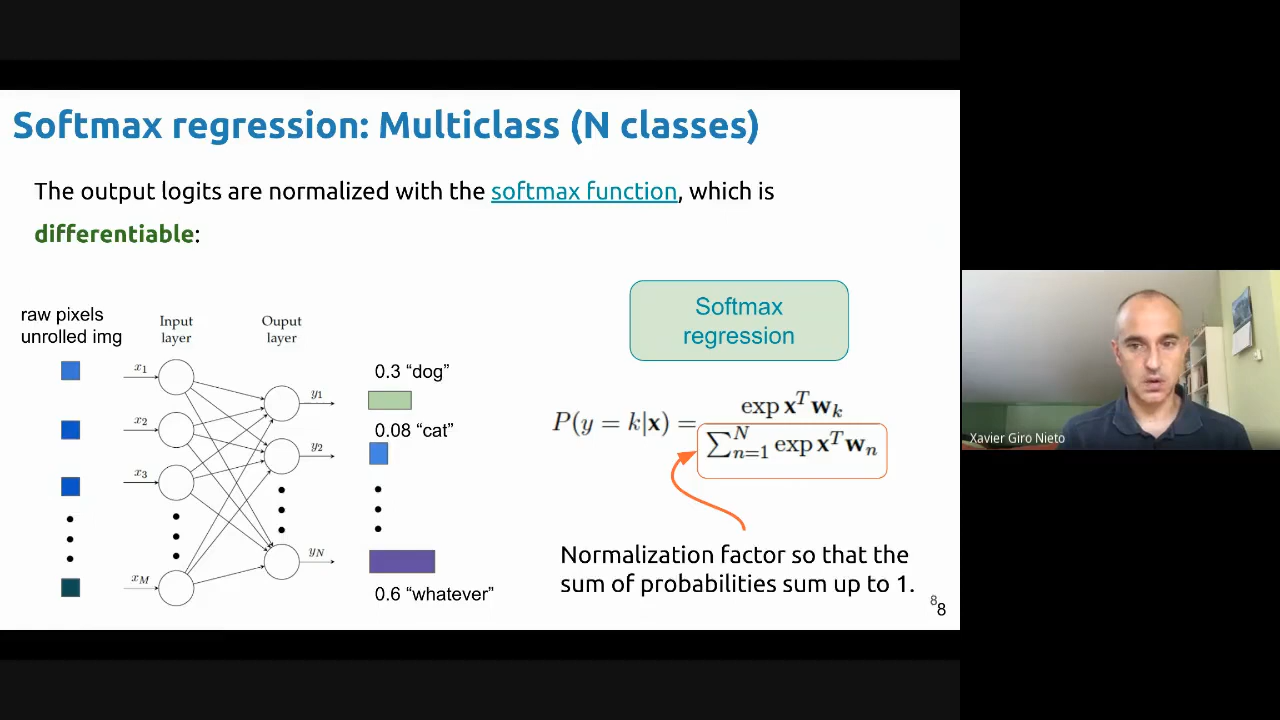 Softmax regression: Multiclass (N classes)
The output logits are normalized with the softmax function, which is
differentiable:
raw pixels
unrolled img
Input
layer
Ouput
layer
x₁
x₂
x₃
x_M
y₁
y₂
y_N
0.3 “dog”
0.08 “cat”
0.6 “whatever”
Softmax
regression
P(y = k|x) = exp xᵀw_k / ∑_{n=1}^{N} exp xᵀw_n
Normalization factor so that the
sum of probabilities sum up to 1.
8
8
Xavier Giro Nieto